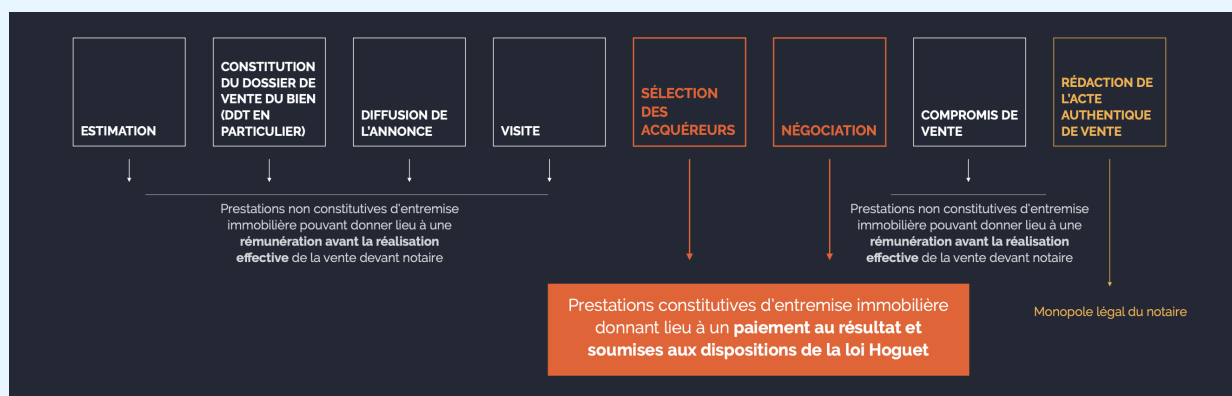 ESTIMATION
CONSTITUTION
DU DOSSIER DE
VENTE DU BIEN
(DDT EN
PARTICULIER)
DIFFUSION DE
L'ANNONCE
VISITE
SÉLECTION
DES
ACQUÉREURS
NÉGOCIATION
COMPROMIS DE
VENTE
RÉDACTION DE
L'ACTE
AUTHENTIQUE
DE VENTE
Prestations non constitutives d'entremise
immobilière pouvant donner lieu à une
rémunération avant la réalisation
effective de la vente devant notaire
Prestations non constitutives d'entremise
immobilière pouvant donner lieu à une
rémunération avant la réalisation
effective de la vente devant notaire
Prestations constitutives d'entremise immobilière
donnant lieu à un paiement au résultat et
soumises aux dispositions de la loi Hoguet
Monopole légal du notaire